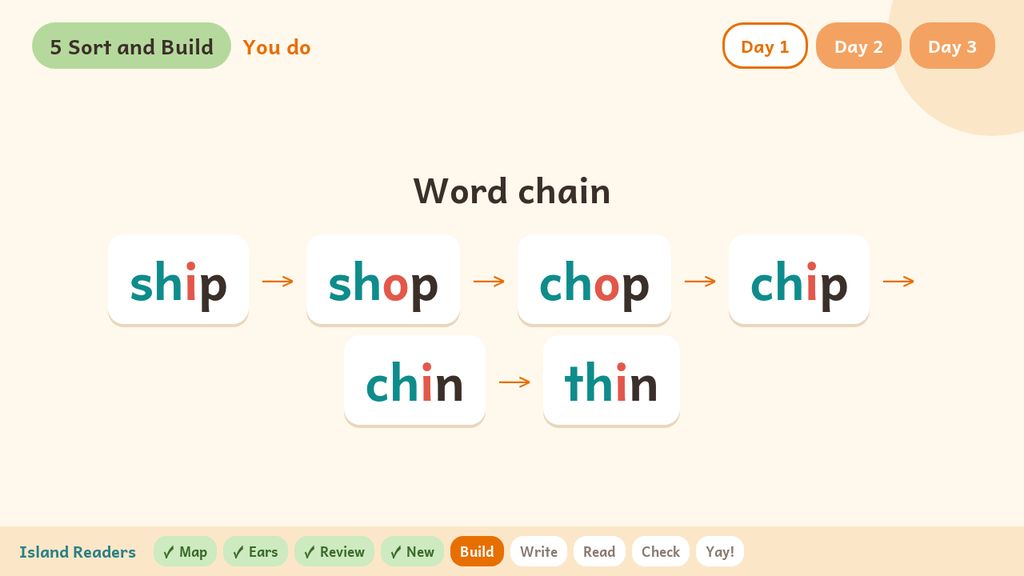 5 Sort and Build You do Day 1 Day 2 Day 3
Word chain
ship → shop → chop → chip →
chin → thin
Island Readers ✓ Map ✓ Ears ✓ Review ✓ New Build Write Read Check Yay!